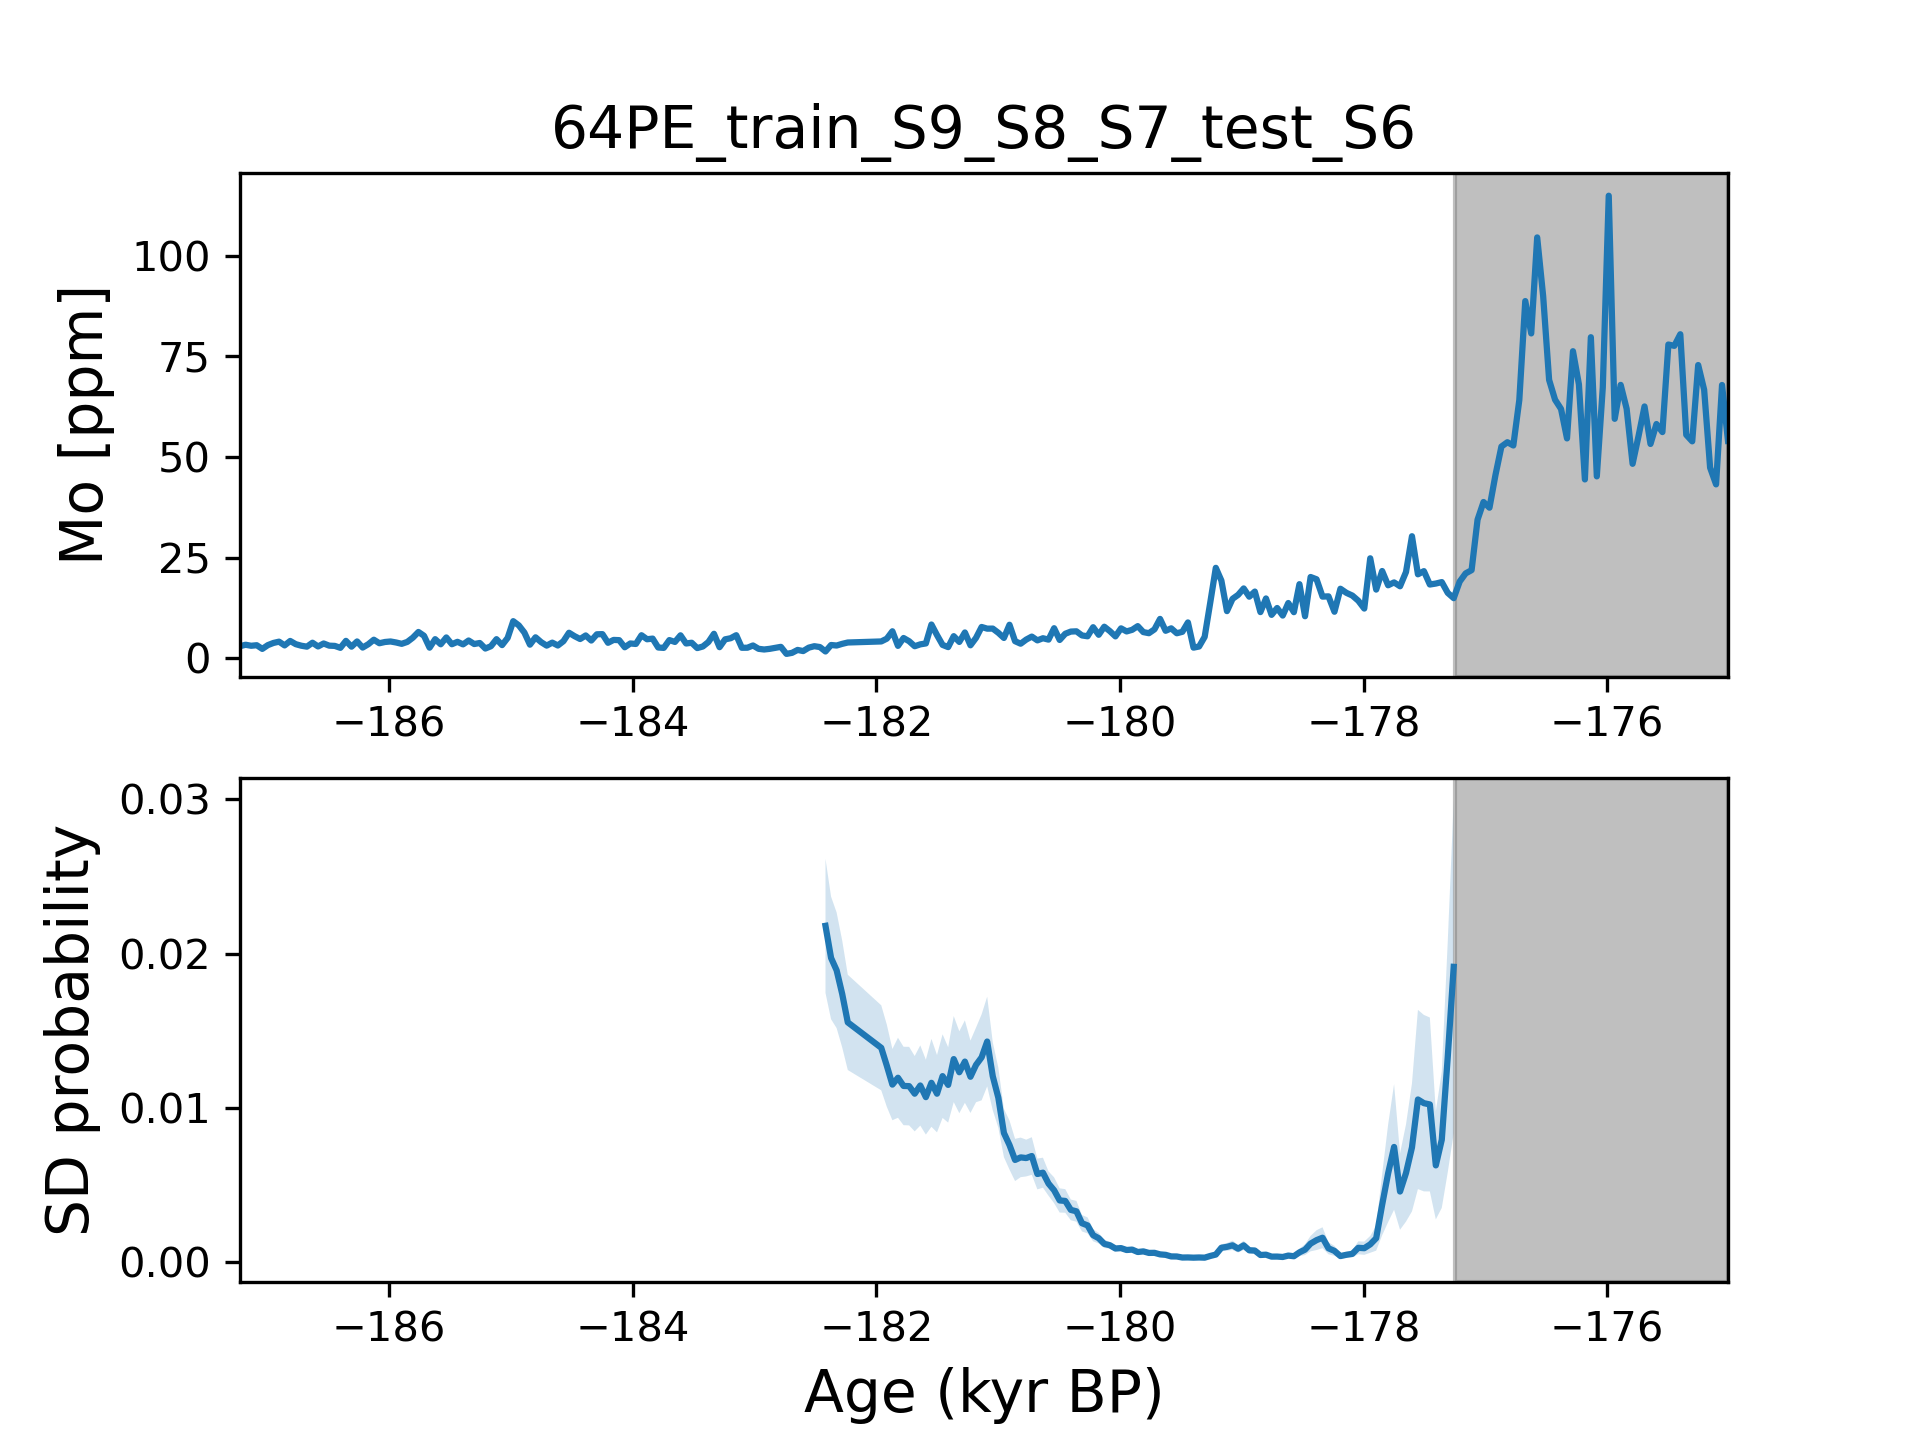 64PE_train_S9_S8_S7_test_S6
Mo [ppm]
100
75
50
25
0
−186 −184 −182 −180 −178 −176
SD probability
0.03
0.02
0.01
0.00
−186 −184 −182 −180 −178 −176
Age (kyr BP)